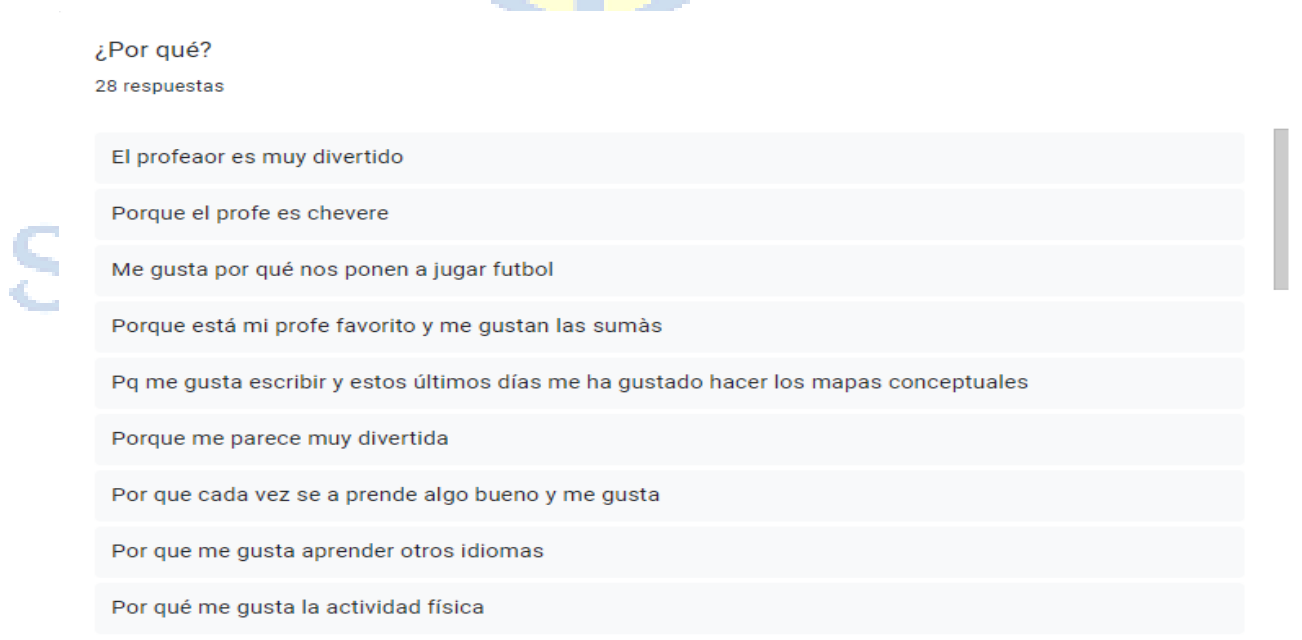 ¿Por qué?
28 respuestas
El profeaor es muy divertido
Porque el profe es chevere
Me gusta por qué nos ponen a jugar futbol
Porque está mi profe favorito y me gustan las sumàs
Pq me gusta escribir y estos últimos días me ha gustado hacer los mapas conceptuales
Porque me parece muy divertida
Por que cada vez se a prende algo bueno y me gusta
Por que me gusta aprender otros idiomas
Por qué me gusta la actividad física